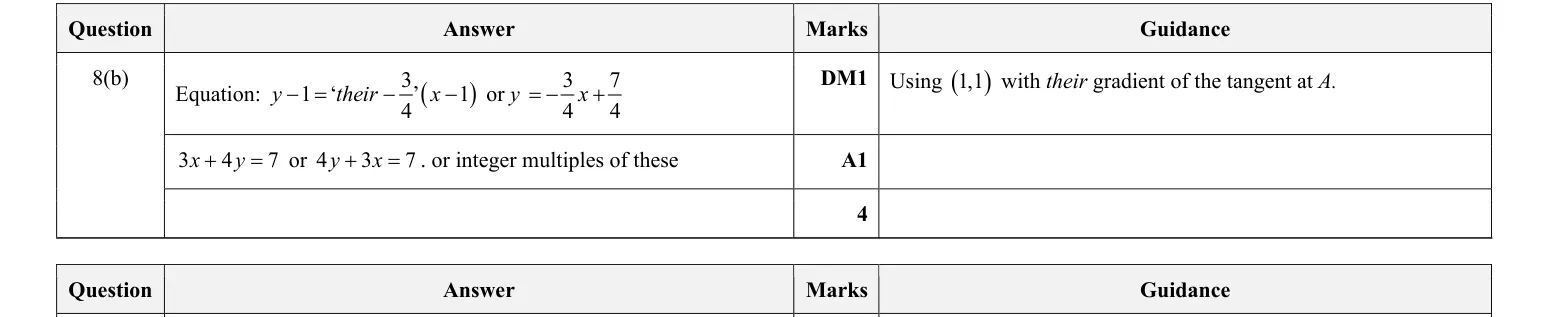 Question Answer Marks Guidance
8(b) Equation: y − 1 = ‘their − 3/4’(x − 1) or y = − 3/4 x + 7/4 DM1 Using (1,1) with their gradient of the tangent at A.
3x + 4y = 7 or 4y + 3x = 7 . or integer multiples of these A1
4
Question Answer Marks Guidance